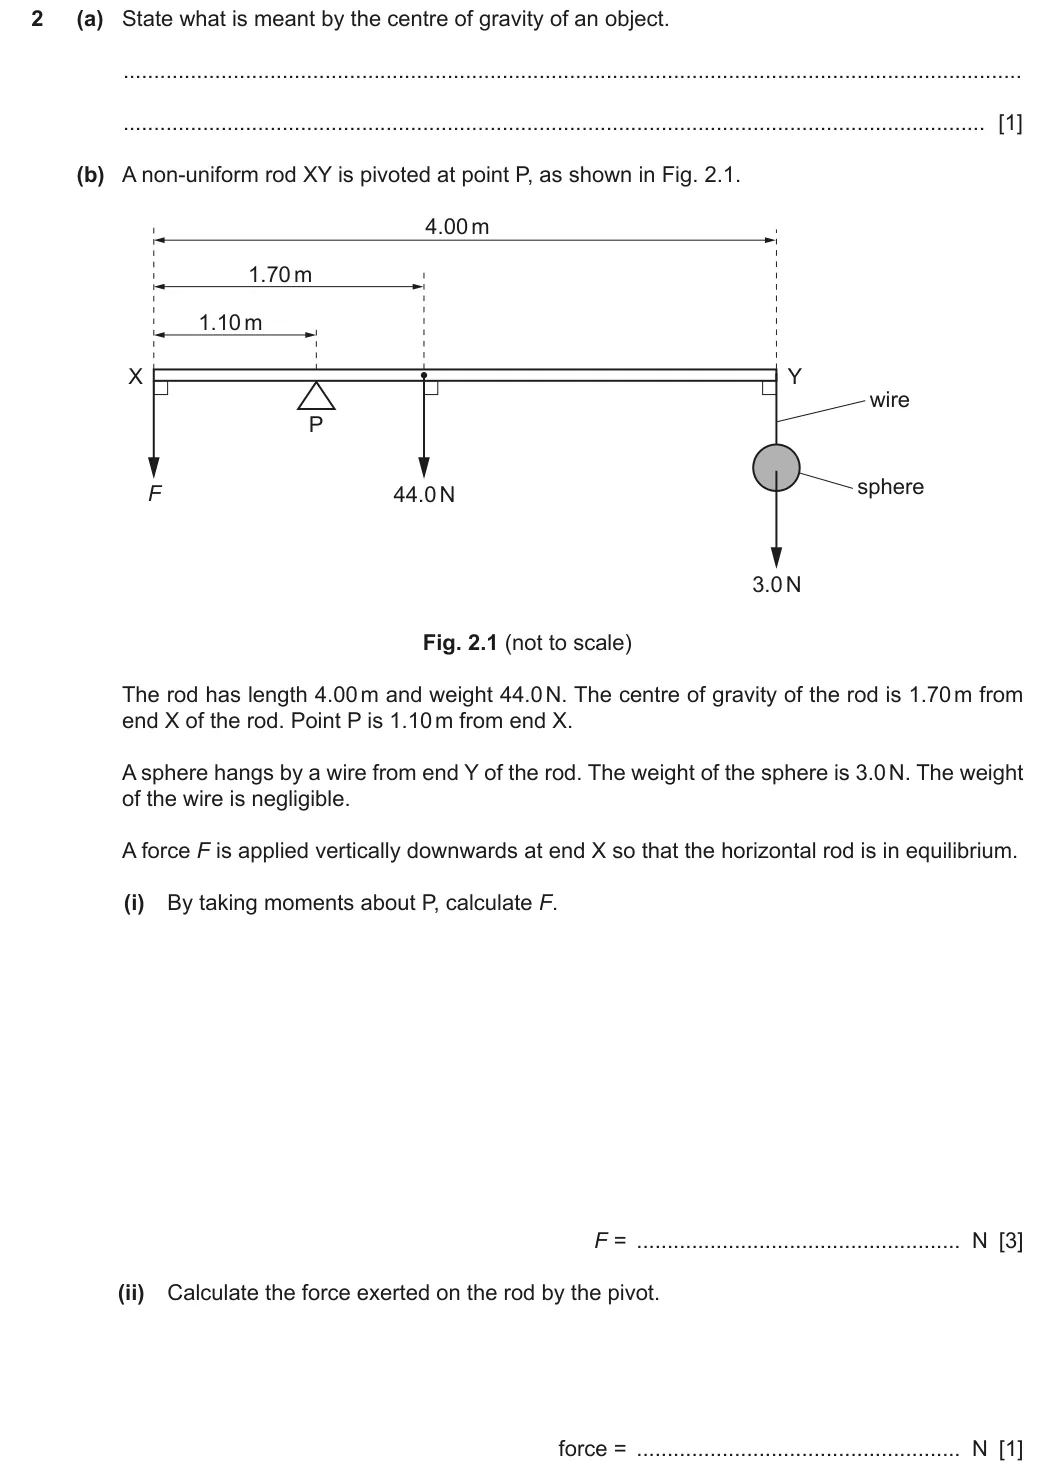 2 (a) State what is meant by the centre of gravity of an object.
..........................................................................................................................................................
.................................................................................................................................................... [1]
(b) A non-uniform rod XY is pivoted at point P, as shown in Fig. 2.1.
4.00 m
1.70 m
1.10 m
X
Y
wire
P
sphere
F
44.0 N
3.0 N
Fig. 2.1 (not to scale)
The rod has length 4.00 m and weight 44.0 N. The centre of gravity of the rod is 1.70 m from
end X of the rod. Point P is 1.10 m from end X.
A sphere hangs by a wire from end Y of the rod. The weight of the sphere is 3.0 N. The weight
of the wire is negligible.
A force F is applied vertically downwards at end X so that the horizontal rod is in equilibrium.
(i) By taking moments about P, calculate F.
F = ..................................................... N [3]
(ii) Calculate the force exerted on the rod by the pivot.
force = ..................................................... N [1]